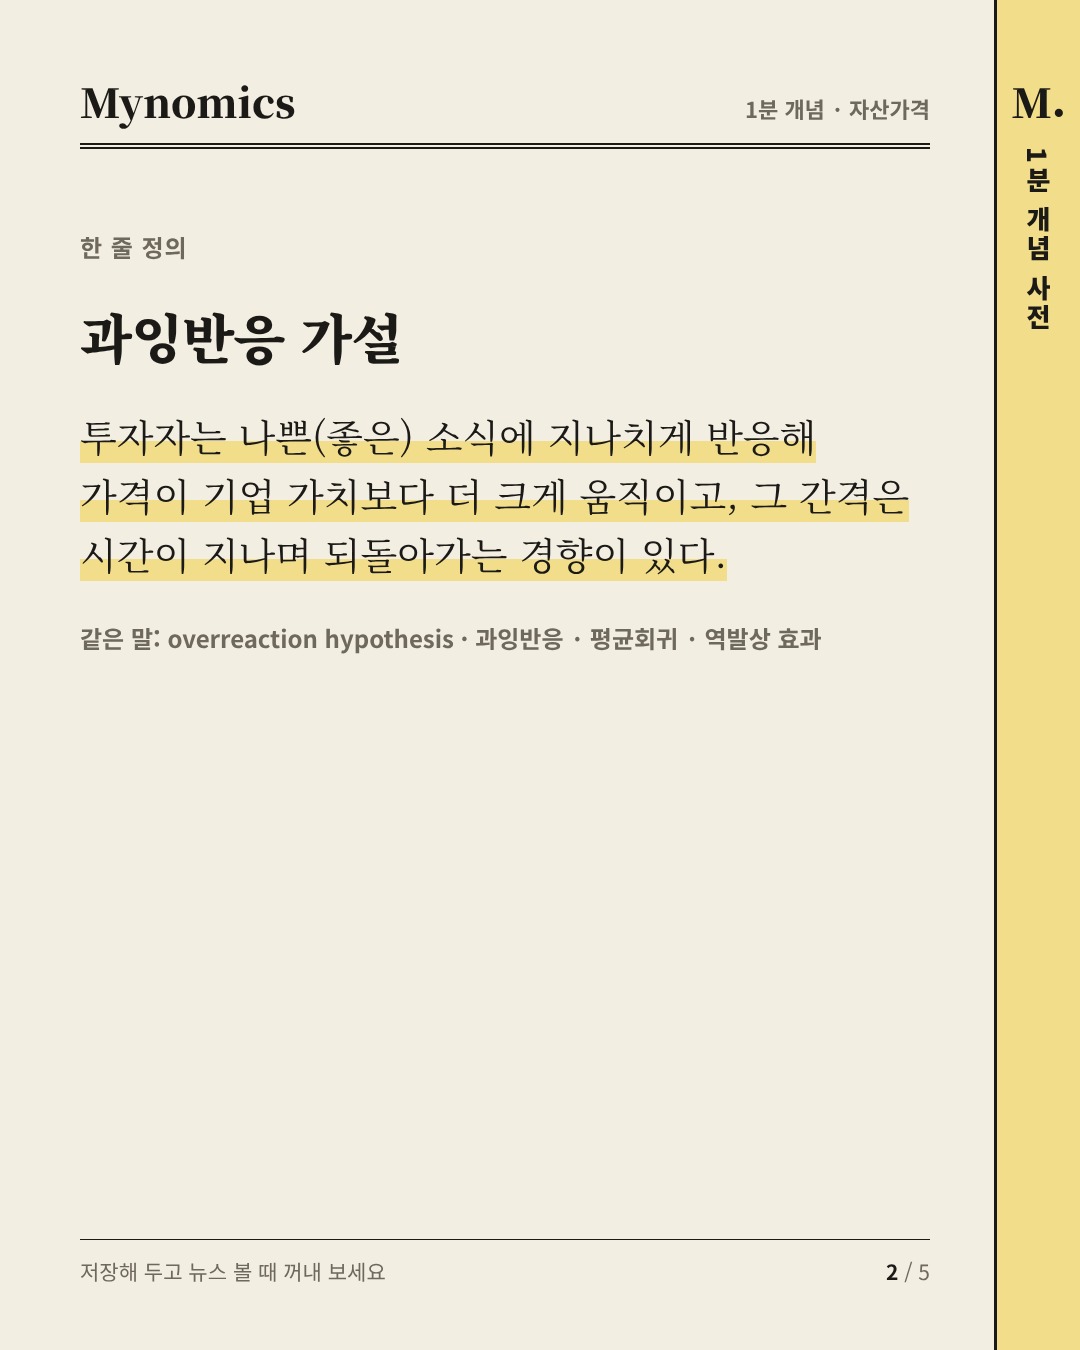 Mynomics
1분 개념 · 자산가격
한 줄 정의
과잉반응 가설
투자자는 나쁜(좋은) 소식에 지나치게 반응해
가격이 기업 가치보다 더 크게 움직이고, 그 간격은
시간이 지나며 되돌아가는 경향이 있다.
같은 말: overreaction hypothesis · 과잉반응 · 평균회귀 · 역발상 효과
저장해 두고 뉴스 볼 때 꺼내 보세요
2 / 5
M.
1분 개념 사전